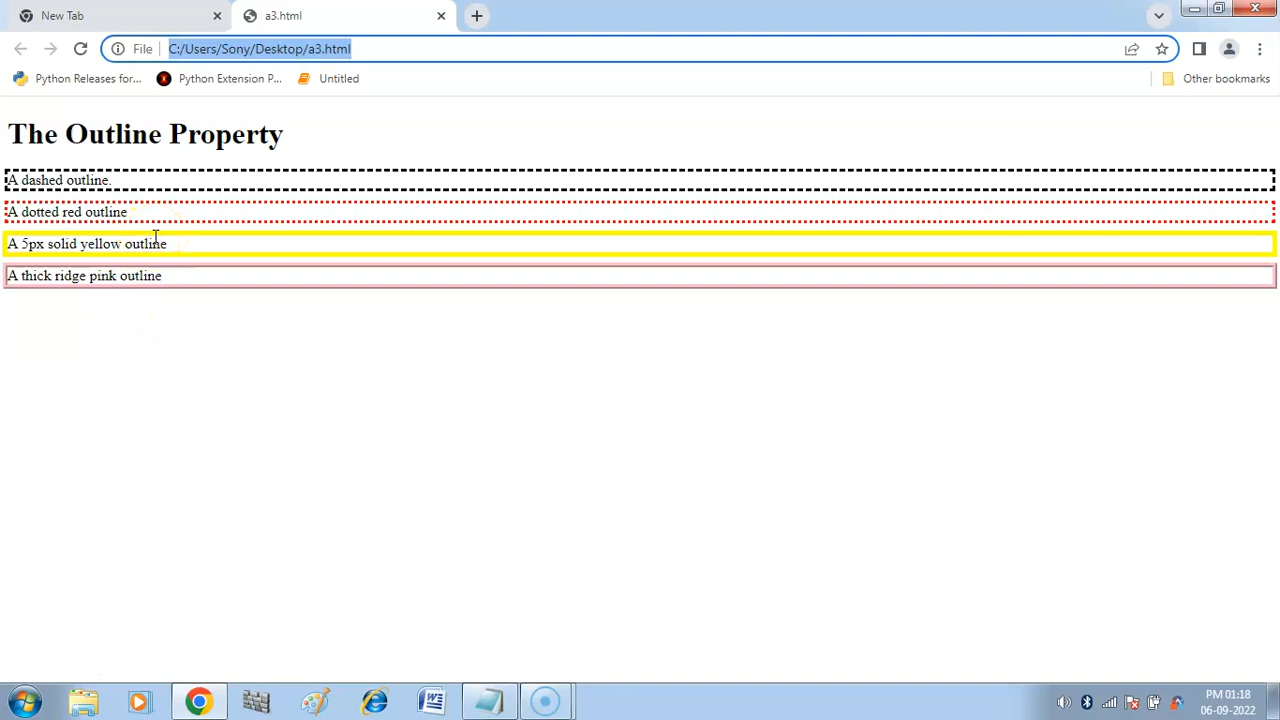 New Tab
a3.html
File
C:/Users/Sony/Desktop/a3.html
Python Releases for...
Python Extension P...
Untitled
Other bookmarks
The Outline Property
A dashed outline.
A dotted red outline
A 5px solid yellow outline
A thick ridge pink outline
PM 01:18
06-09-2022